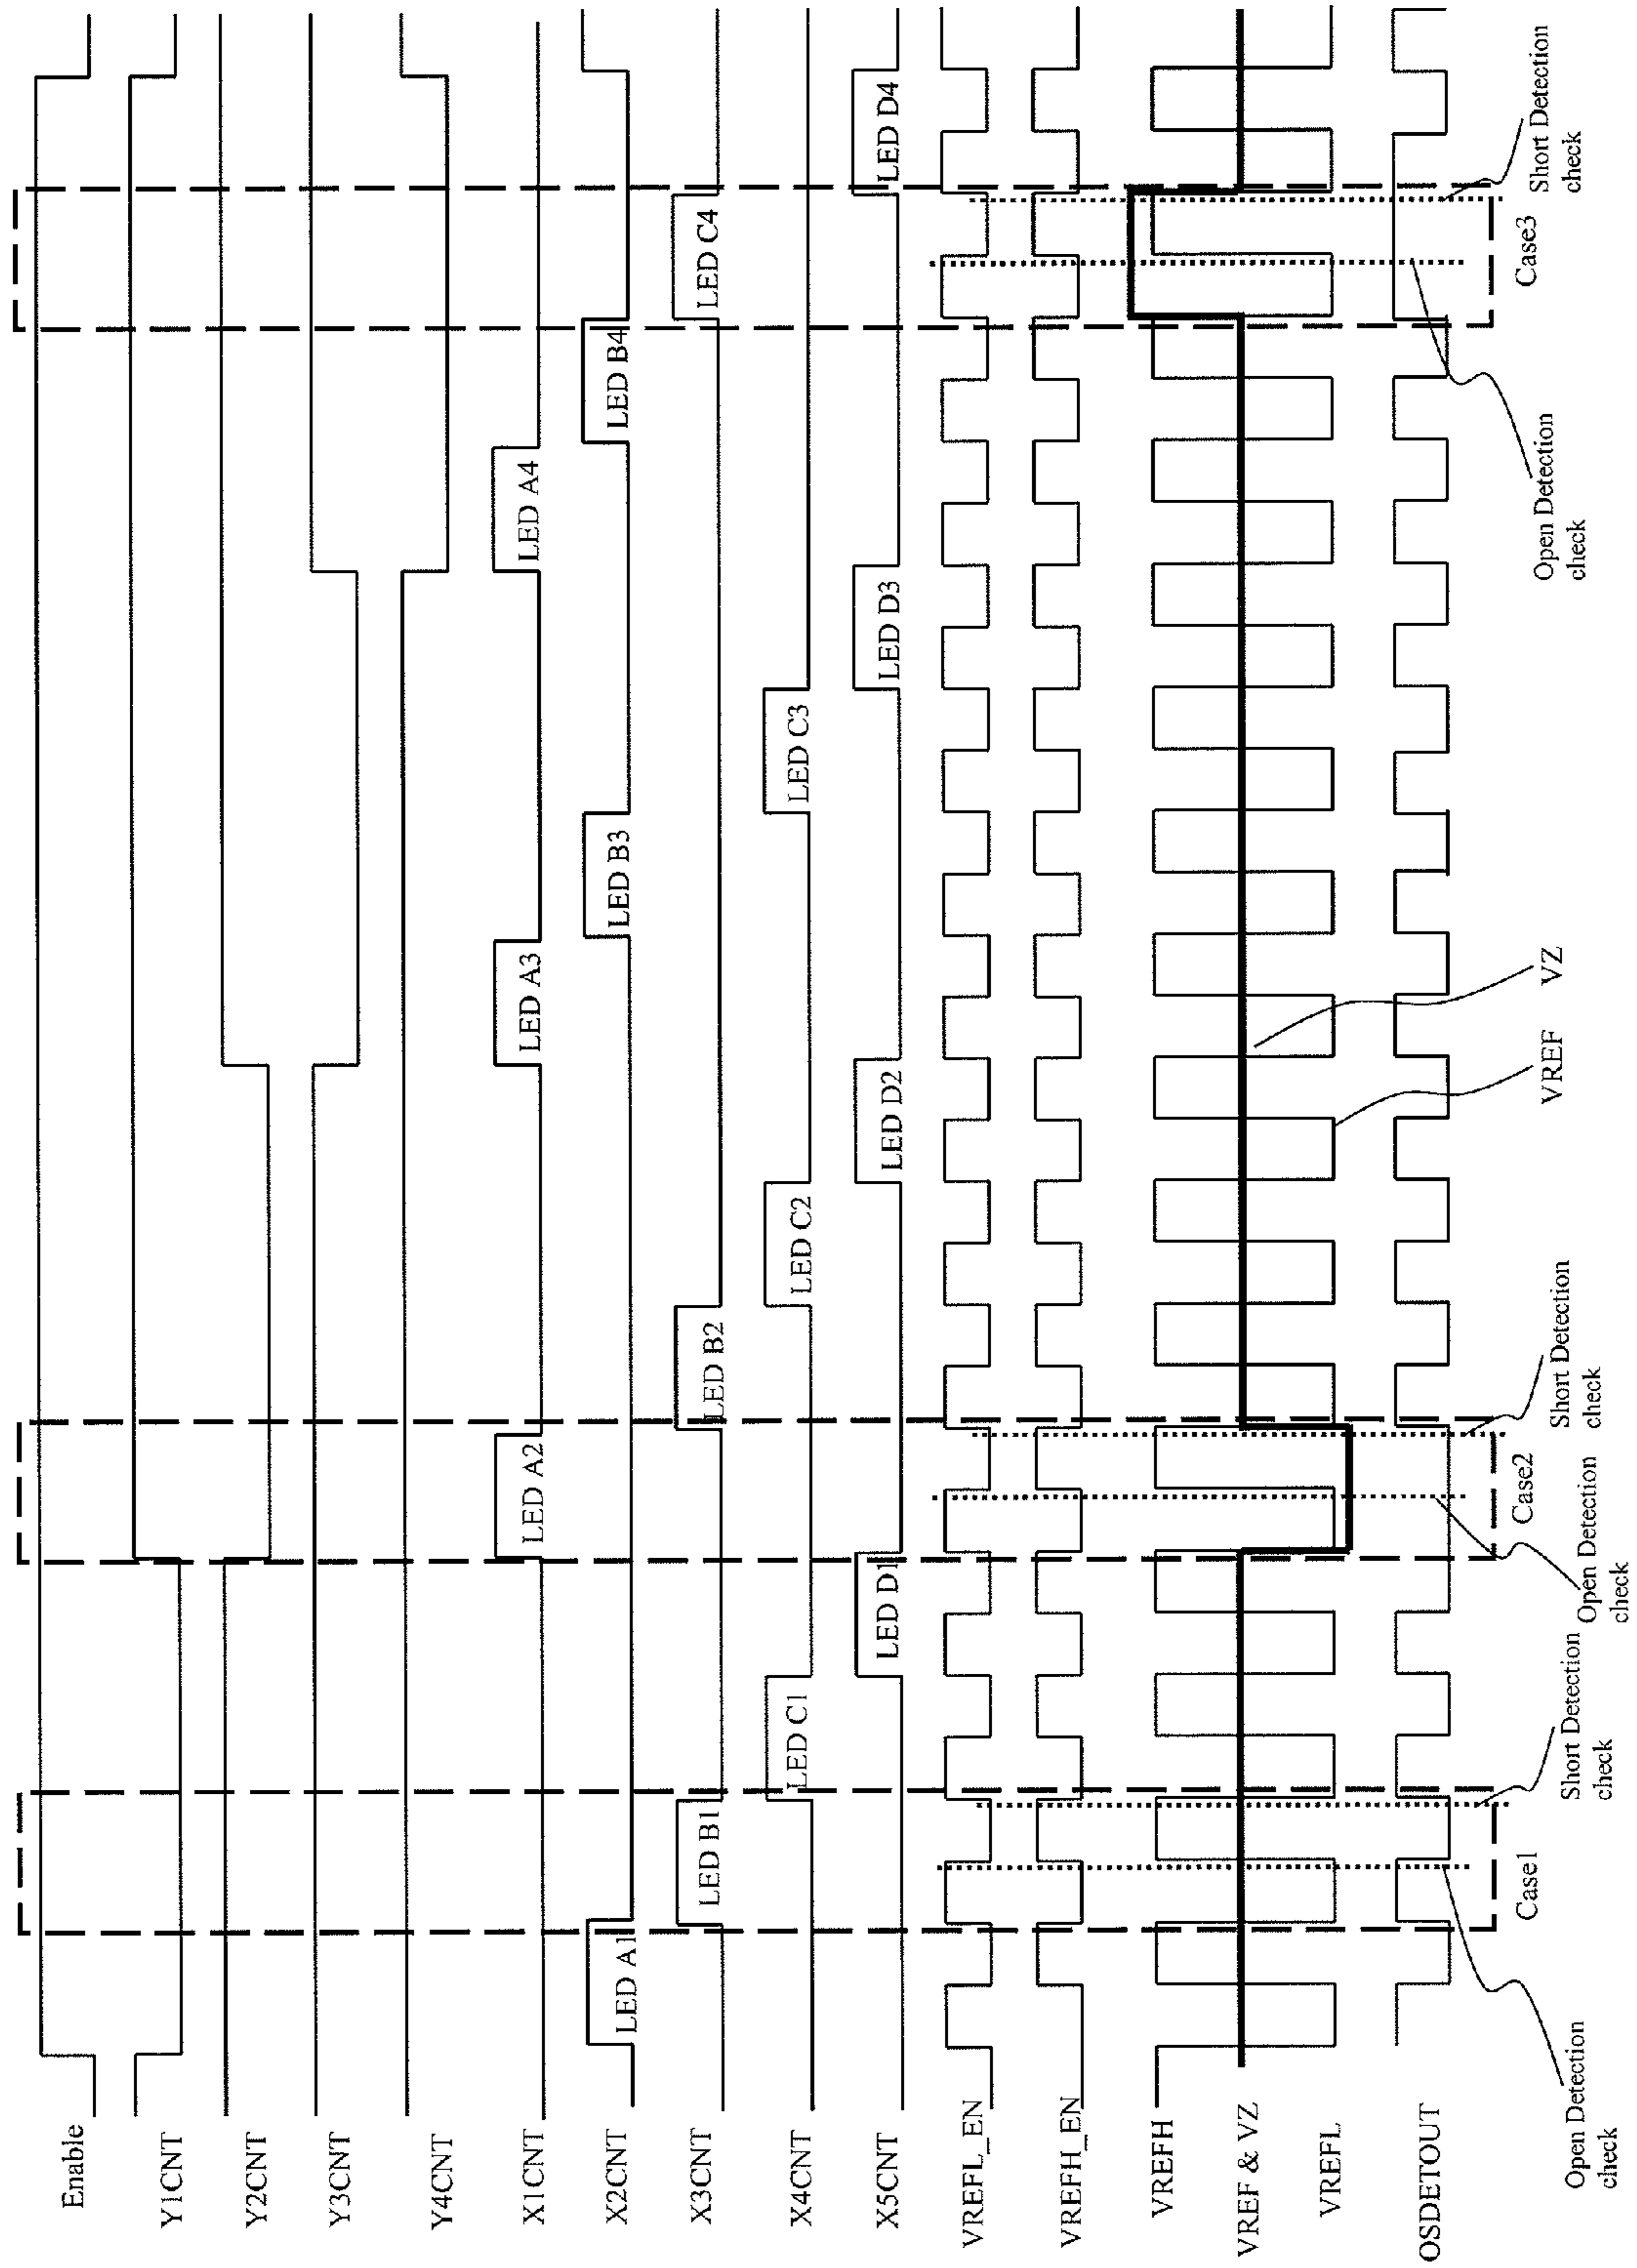 Enable
Y1CNT
Y2CNT
Y3CNT
Y4CNT
X1CNT
LED A2
LED A3
LED A4
X2CNT
LED A1
LED B3
LED B4
X3CNT
LED B1
LED B2
LED C4
X4CNT
LED C1
LED C2
LED C3
X5CNT
LED D1
LED D2
LED D3
LED D4
VREFL_EN
VREFH_EN
VREFH
VREF & VZ
VREFL
OSDETOUT
Case1
Case2
Case3
Open Detection
check
Short Detection
check
Open Detection
check
Short Detection
check
VREF
VZ
Open Detection
check
Short Detection
check